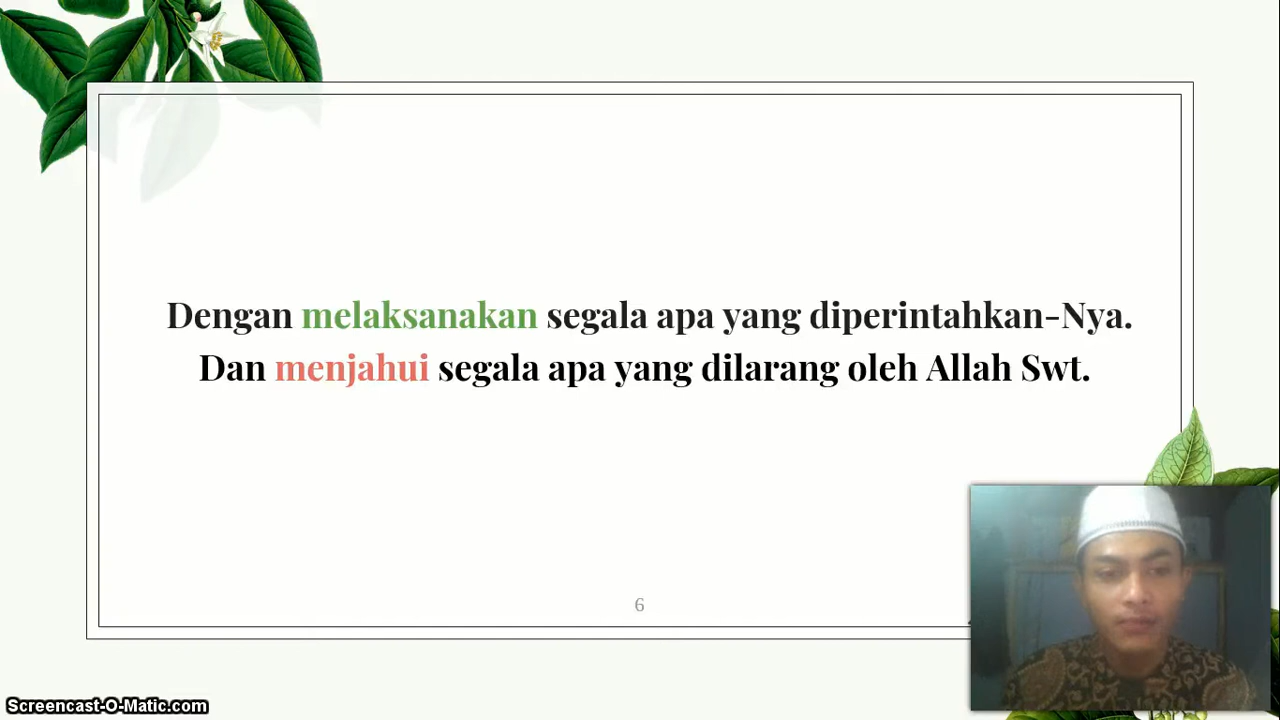 Dengan melaksanakan segala apa yang diperintahkan-Nya.
Dan menjahui segala apa yang dilarang oleh Allah Swt.
6
Screencast-O-Matic.com